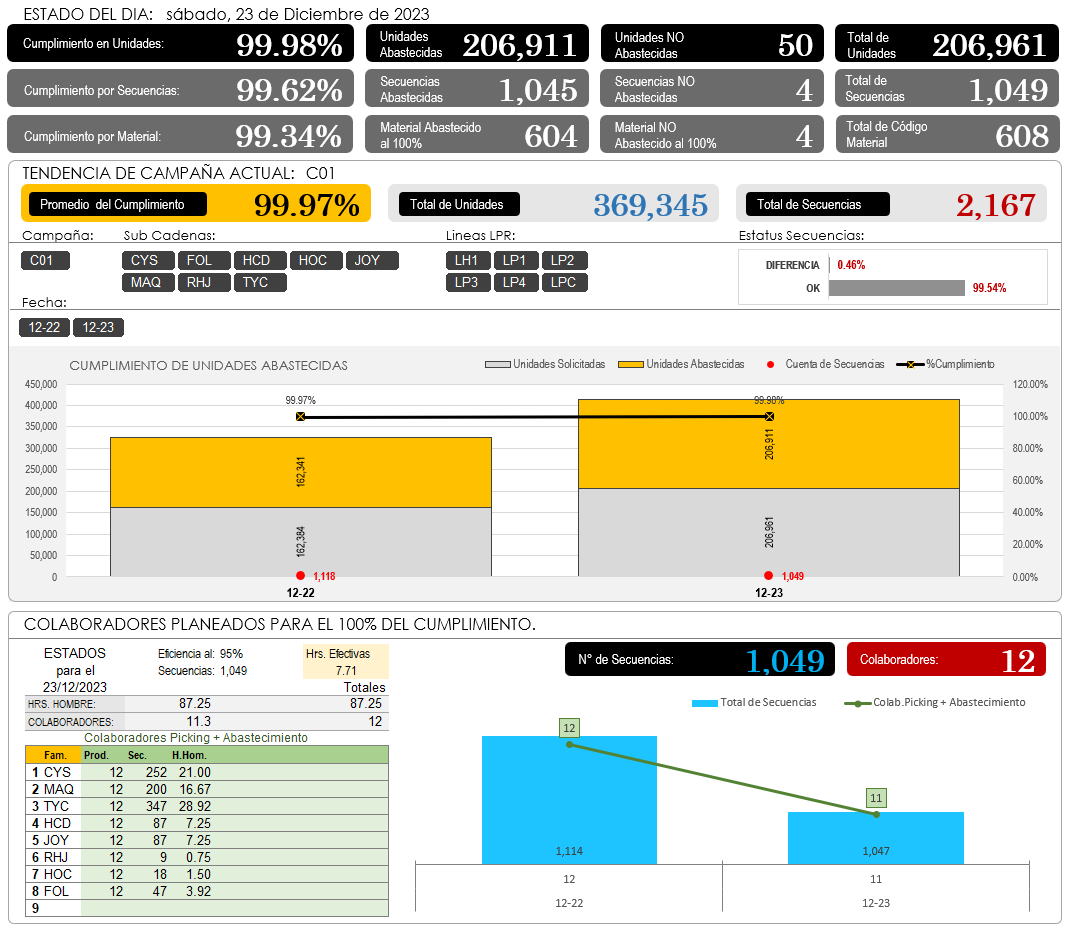 ESTADO DEL DIA: sábado, 23 de Diciembre de 2023
Cumplimiento en Unidades: 99.98%
Unidades Abastecidas 206,911
Unidades NO Abastecidas 50
Total de Unidades 206,961
Cumplimiento por Secuencias: 99.62%
Secuencias Abastecidas 1,045
Secuencias NO Abastecidas 4
Total de Secuencias 1,049
Cumplimiento por Material: 99.34%
Material Abastecido al 100% 604
Material NO Abastecido al 100% 4
Total de Código Material 608
TENDENCIA DE CAMPAÑA ACTUAL: C01
Promedio del Cumplimiento 99.97%
Total de Unidades 369,345
Total de Secuencias 2,167
Campaña:
C01
Sub Cadenas:
CYS FOL HCD HOC JOY
MAQ RHJ TYC
Lineas LPR:
LH1 LP1 LP2
LP3 LP4 LPC
Estatus Secuencias:
DIFERENCIA 0.46%
OK 99.54%
Fecha:
12-22 12-23
CUMPLIMIENTO DE UNIDADES ABASTECIDAS
Unidades Solicitadas Unidades Abastecidas Cuenta de Secuencias %Cumplimiento
450,000
400,000
350,000
300,000
250,000
200,000
150,000
100,000
50,000
0
99.97%
162,341
162,384
1,118
12-22
99.98%
206,911
206,961
1,049
12-23
120.00%
100.00%
80.00%
60.00%
40.00%
20.00%
0.00%
COLABORADORES PLANEADOS PARA EL 100% DEL CUMPLIMIENTO.
ESTADOS
para el
23/12/2023
Eficiencia al: 95%
Secuencias: 1,049
Hrs. Efectivas
7.71
Totales
HRS. HOMBRE: 87.25 87.25
COLABORADORES: 11.3 12
Colaboradores Picking + Abastecimiento
Fam. Prod. Sec. H.Hom.
1 CYS 12 252 21.00
2 MAQ 12 200 16.67
3 TYC 12 347 28.92
4 HCD 12 87 7.25
5 JOY 12 87 7.25
6 RHJ 12 9 0.75
7 HOC 12 18 1.50
8 FOL 12 47 3.92
9
N° de Secuencias: 1,049
Colaboradores: 12
Total de Secuencias Colab.Picking + Abastecimiento
12
11
1,114
1,047
12
11
12-22
12-23